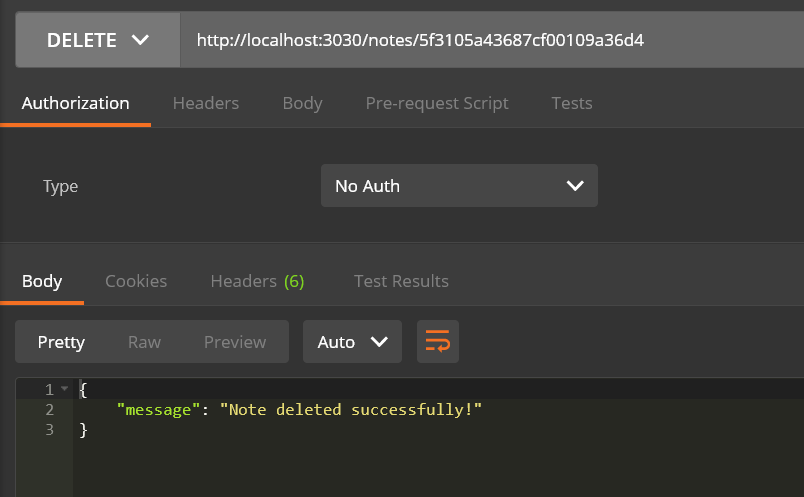 DELETE http://localhost:3030/notes/5f3105a43687cf00109a36d4
Authorization Headers Body Pre-request Script Tests
Type No Auth
Body Cookies Headers (6) Test Results
Pretty Raw Preview Auto
1 {
2 "message": "Note deleted successfully!"
3 }